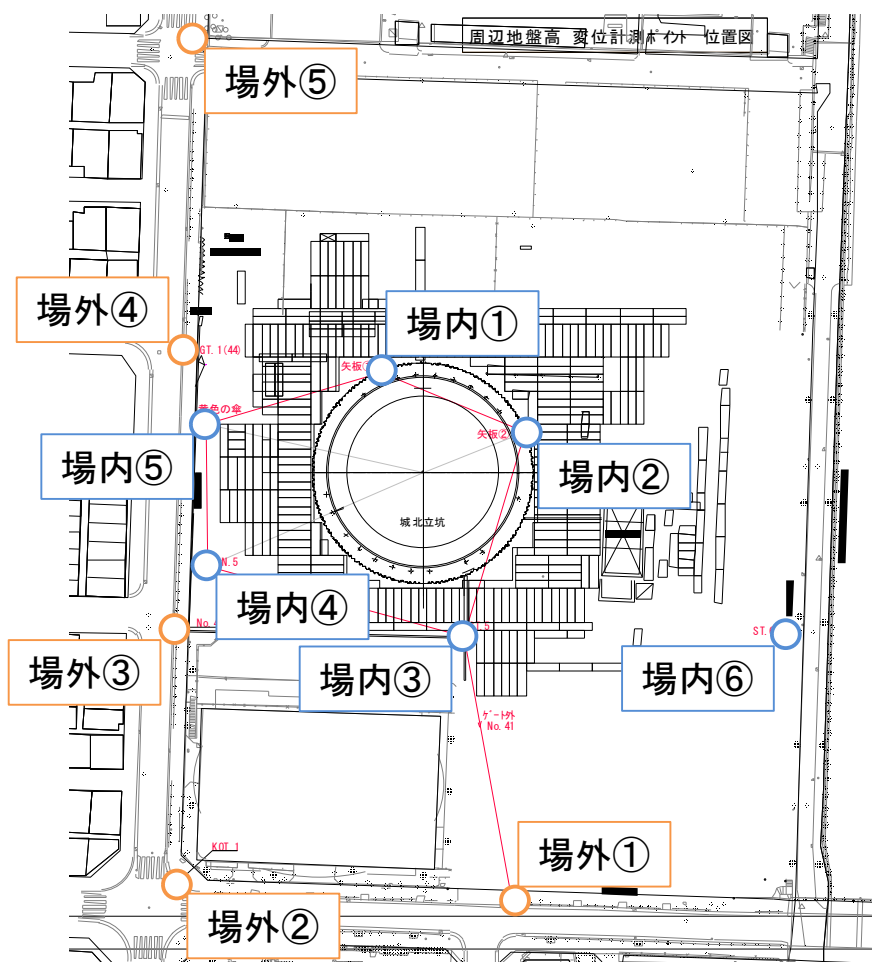 周辺地盤高 変位計測ポイント 位置図
場外⑤
場外④
場内①
GT.1(44)
矢板①
黄色の傘
矢板②
場内⑤
場内②
城北立坑
N.5
場内④
No.4
場外③
場内③
.5
ST.
場内⑥
ゲート外
No.41
KOT.1
場外①
場外②